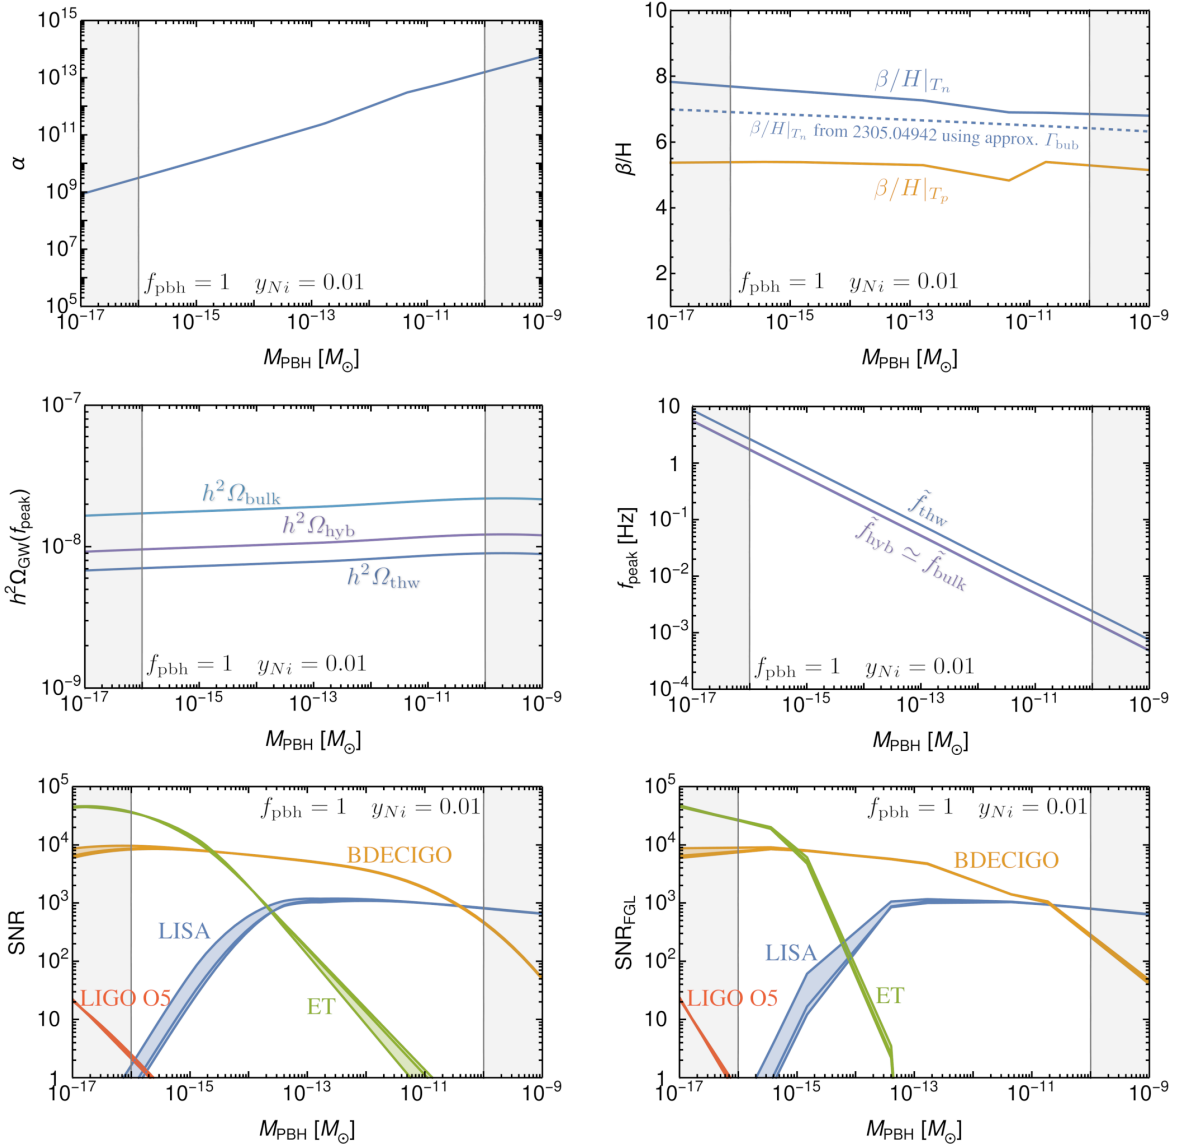 10^15
10^13
10^11
10^9
10^7
10^5
α
f_pbh = 1 y_Ni = 0.01
10^-17 10^-15 10^-13 10^-11 10^-9
M_PBH [M_⊙]
10
8
6
4
2
β/H
β/H|_T_n
β/H|_T_n from 2305.04942 using approx. Γ_bub
β/H|_T_p
f_pbh = 1 y_Ni = 0.01
10^-17 10^-15 10^-13 10^-11 10^-9
M_PBH [M_⊙]
10^-7
10^-8
10^-9
h^2Ω_GW(f_peak)
h^2Ω_bulk
h^2Ω_hyb
h^2Ω_thw
f_pbh = 1 y_Ni = 0.01
10^-17 10^-15 10^-13 10^-11 10^-9
M_PBH [M_⊙]
10
1
10^-1
10^-2
10^-3
10^-4
f_peak [Hz]
f̃_thw
f̃_hyb ≃ f̃_bulk
f_pbh = 1 y_Ni = 0.01
10^-17 10^-15 10^-13 10^-11 10^-9
M_PBH [M_⊙]
10^5
10^4
10^3
10^2
10
1
SNR
f_pbh = 1 y_Ni = 0.01
BDECIGO
LISA
LIGO O5
ET
10^-17 10^-15 10^-13 10^-11 10^-9
M_PBH [M_⊙]
10^5
10^4
10^3
10^2
10
1
SNR_FGL
f_pbh = 1 y_Ni = 0.01
BDECIGO
LISA
LIGO O5
ET
10^-17 10^-15 10^-13 10^-11 10^-9
M_PBH [M_⊙]